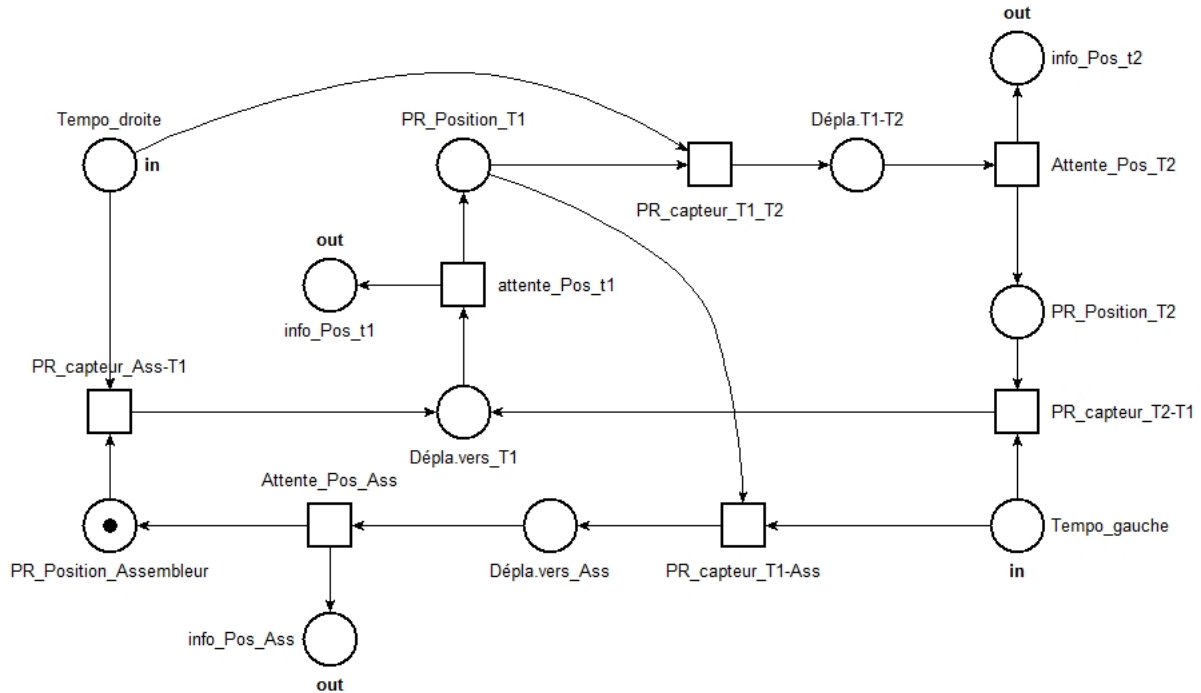 out
info_Pos_t2
Tempo_droite
PR_Position_T1
Dépla.T1-T2
in
Attente_Pos_T2
PR_capteur_T1_T2
out
attente_Pos_t1
info_Pos_t1
PR_Position_T2
PR_capteur_Ass-T1
PR_capteur_T2-T1
Dépla.vers_T1
Attente_Pos_Ass
Tempo_gauche
PR_Position_Assembleur
Dépla.vers_Ass
PR_capteur_T1-Ass
in
info_Pos_Ass
out